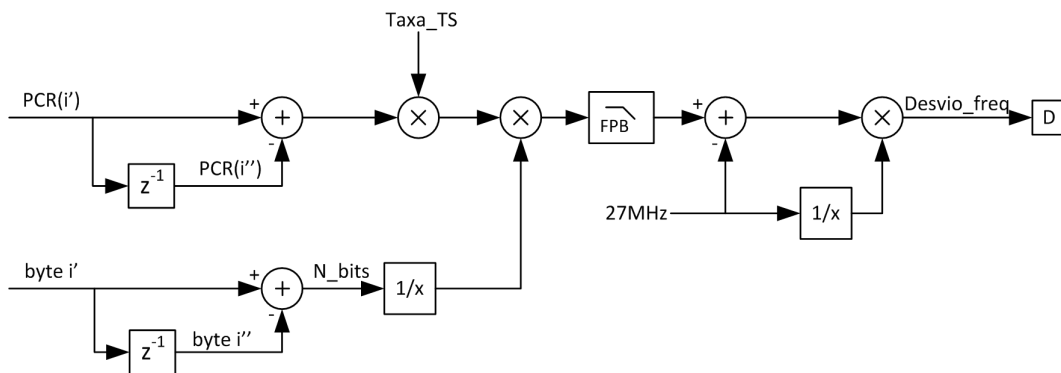 Taxa_TS
PCR(i')
+
+
×
×
FPB
+
+
×
Desvio_freq
D
-
-
z⁻¹
PCR(i'')
27MHz
1/x
byte i'
+
+
N_bits
1/x
-
z⁻¹
byte i''